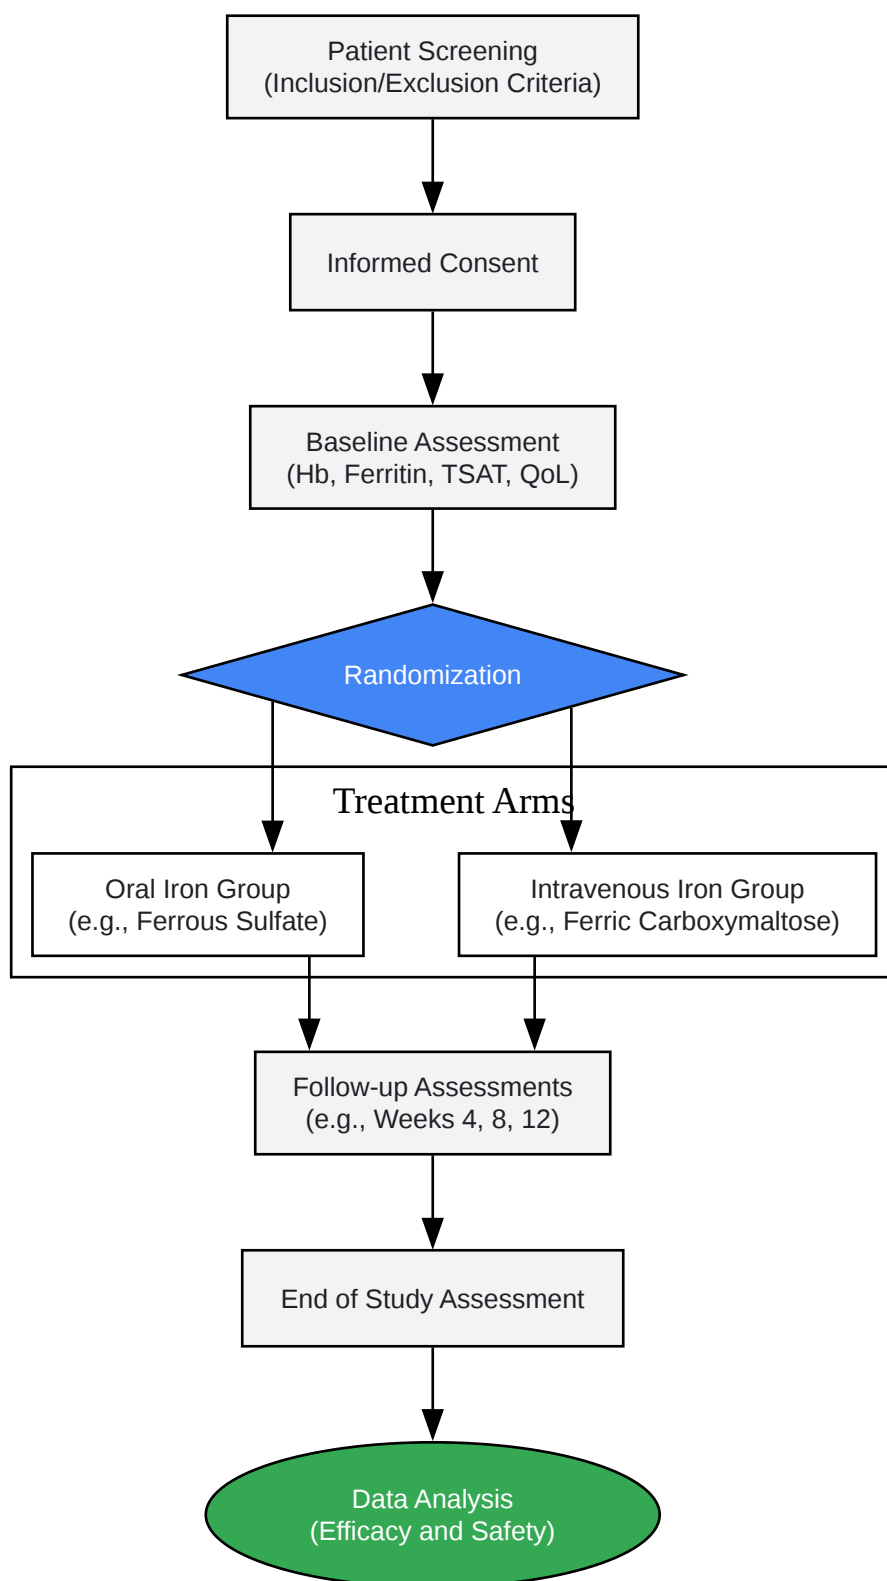 Patient Screening
(Inclusion/Exclusion Criteria)
Informed Consent
Baseline Assessment
(Hb, Ferritin, TSAT, QoL)
Randomization
Treatment Arms
Oral Iron Group
(e.g., Ferrous Sulfate)
Intravenous Iron Group
(e.g., Ferric Carboxymaltose)
Follow-up Assessments
(e.g., Weeks 4, 8, 12)
End of Study Assessment
Data Analysis
(Efficacy and Safety)